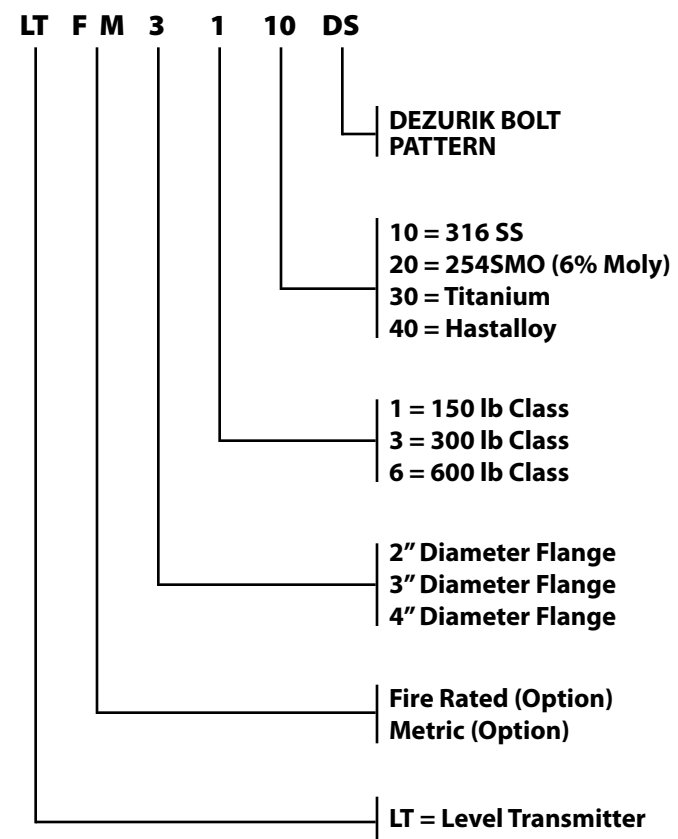 LT F M 3 1 10 DS
DEZURIK BOLT
PATTERN
10 = 316 SS
20 = 254SMO (6% Moly)
30 = Titanium
40 = Hastalloy
1 = 150 lb Class
3 = 300 lb Class
6 = 600 lb Class
2” Diameter Flange
3” Diameter Flange
4” Diameter Flange
Fire Rated (Option)
Metric (Option)
LT = Level Transmitter